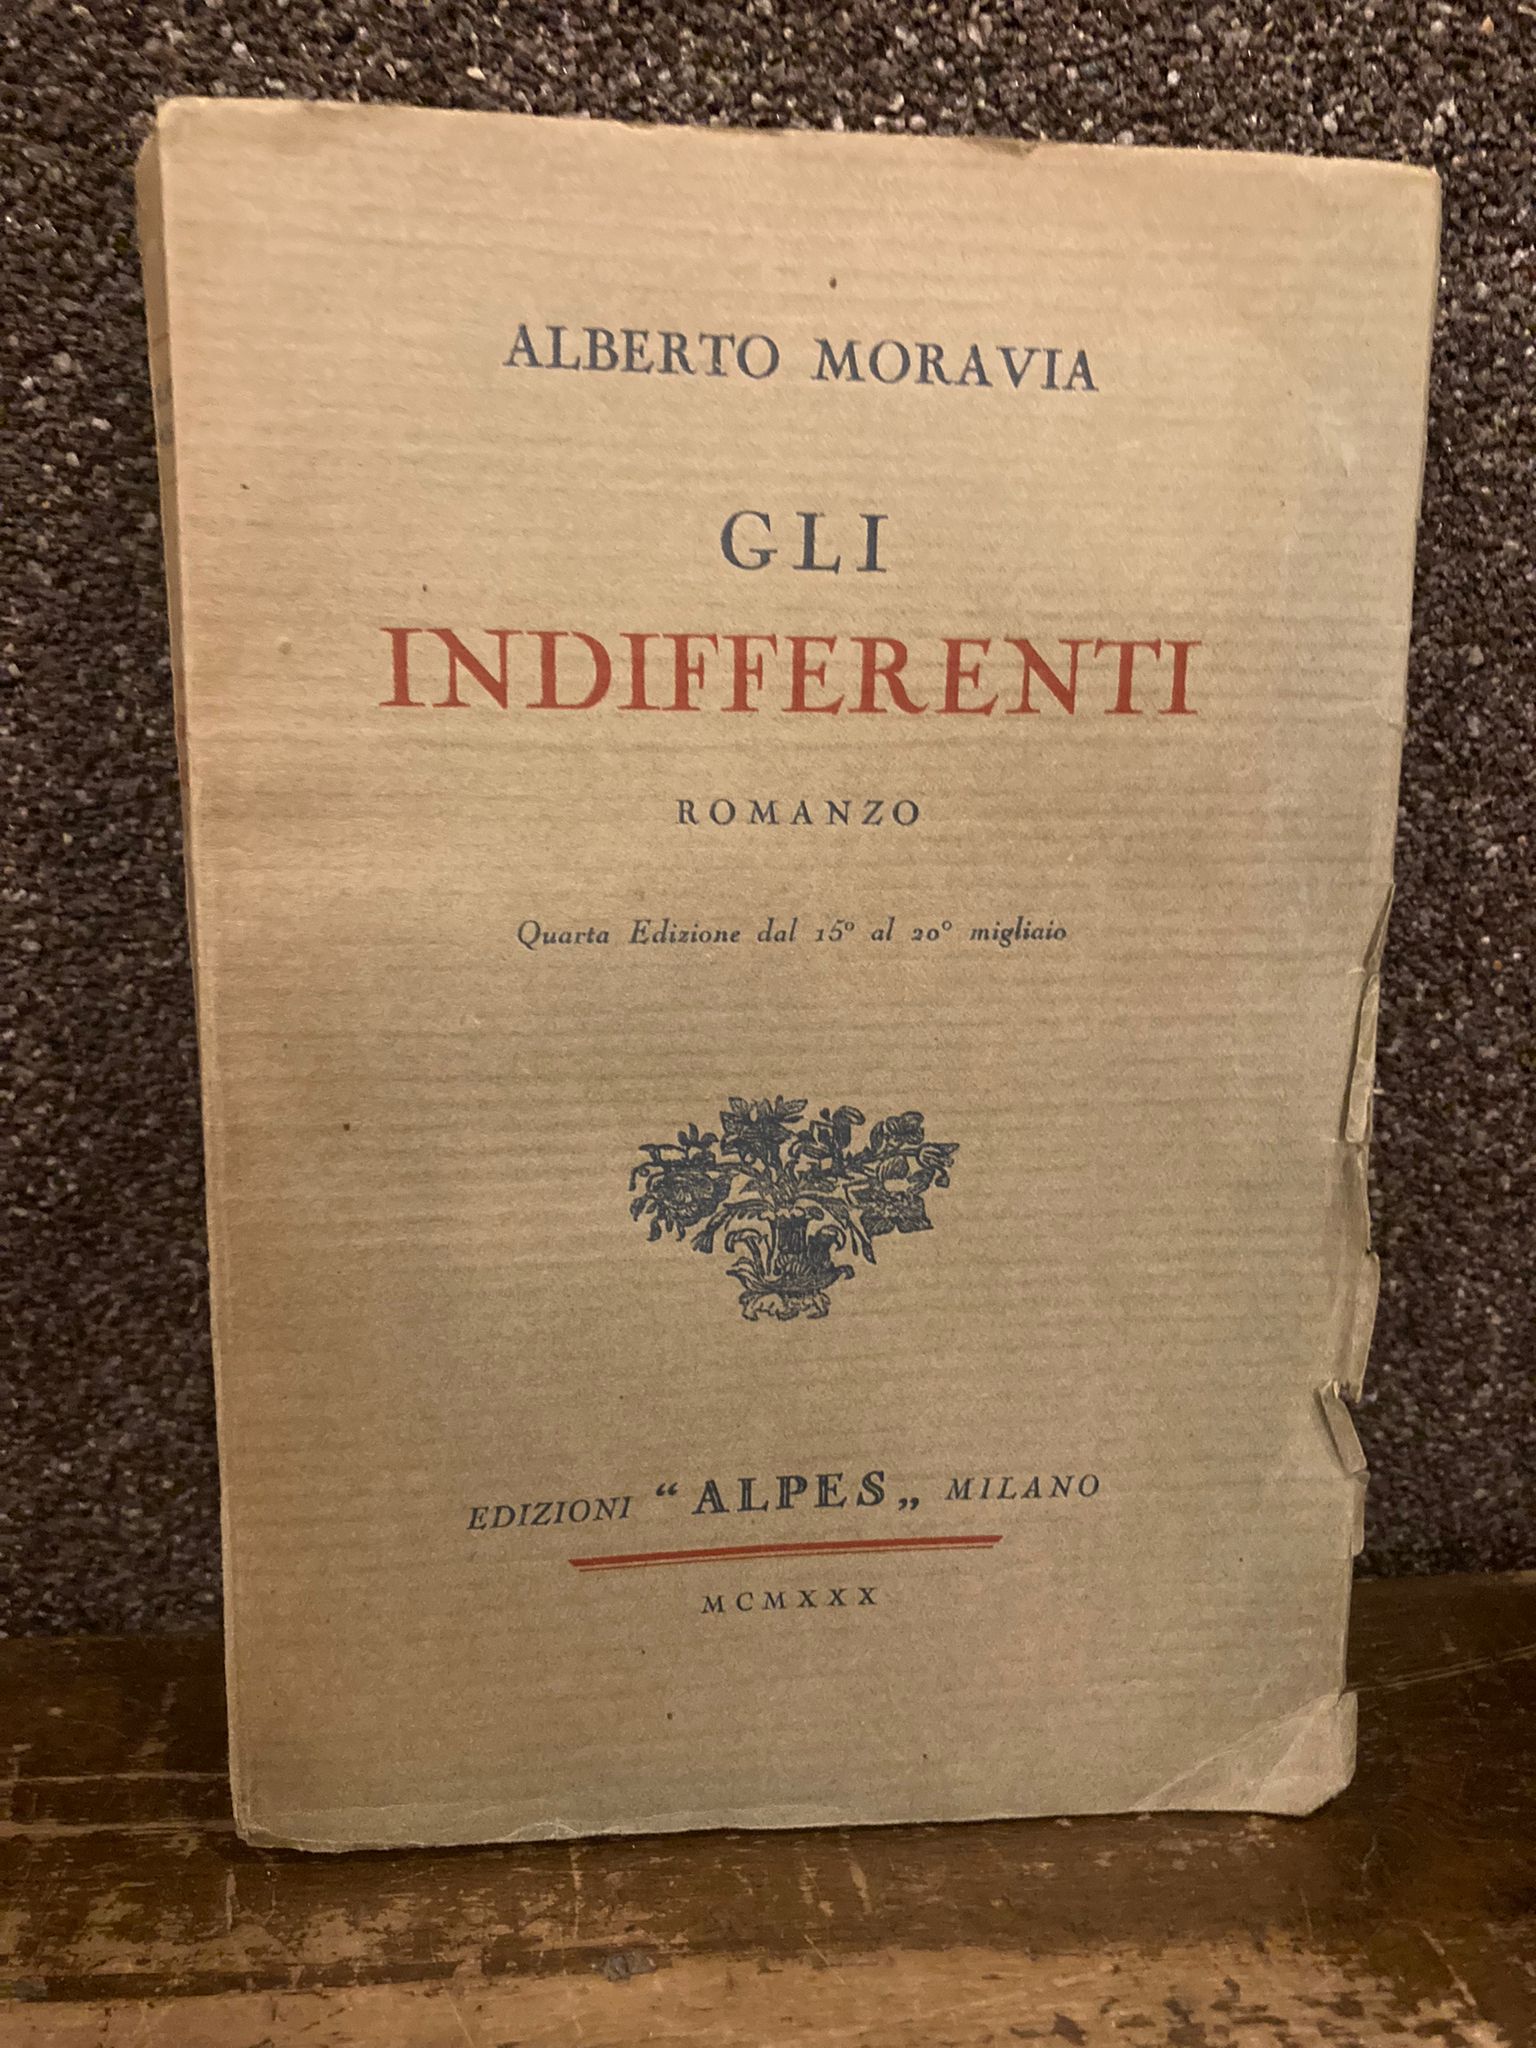 ALBERTO MORAVIA
GLI
INDIFFERENTI
ROMANZO
Quarta Edizione dal 15° al 20° migliaio
EDIZIONI “ALPES„ MILANO
MCMXXX